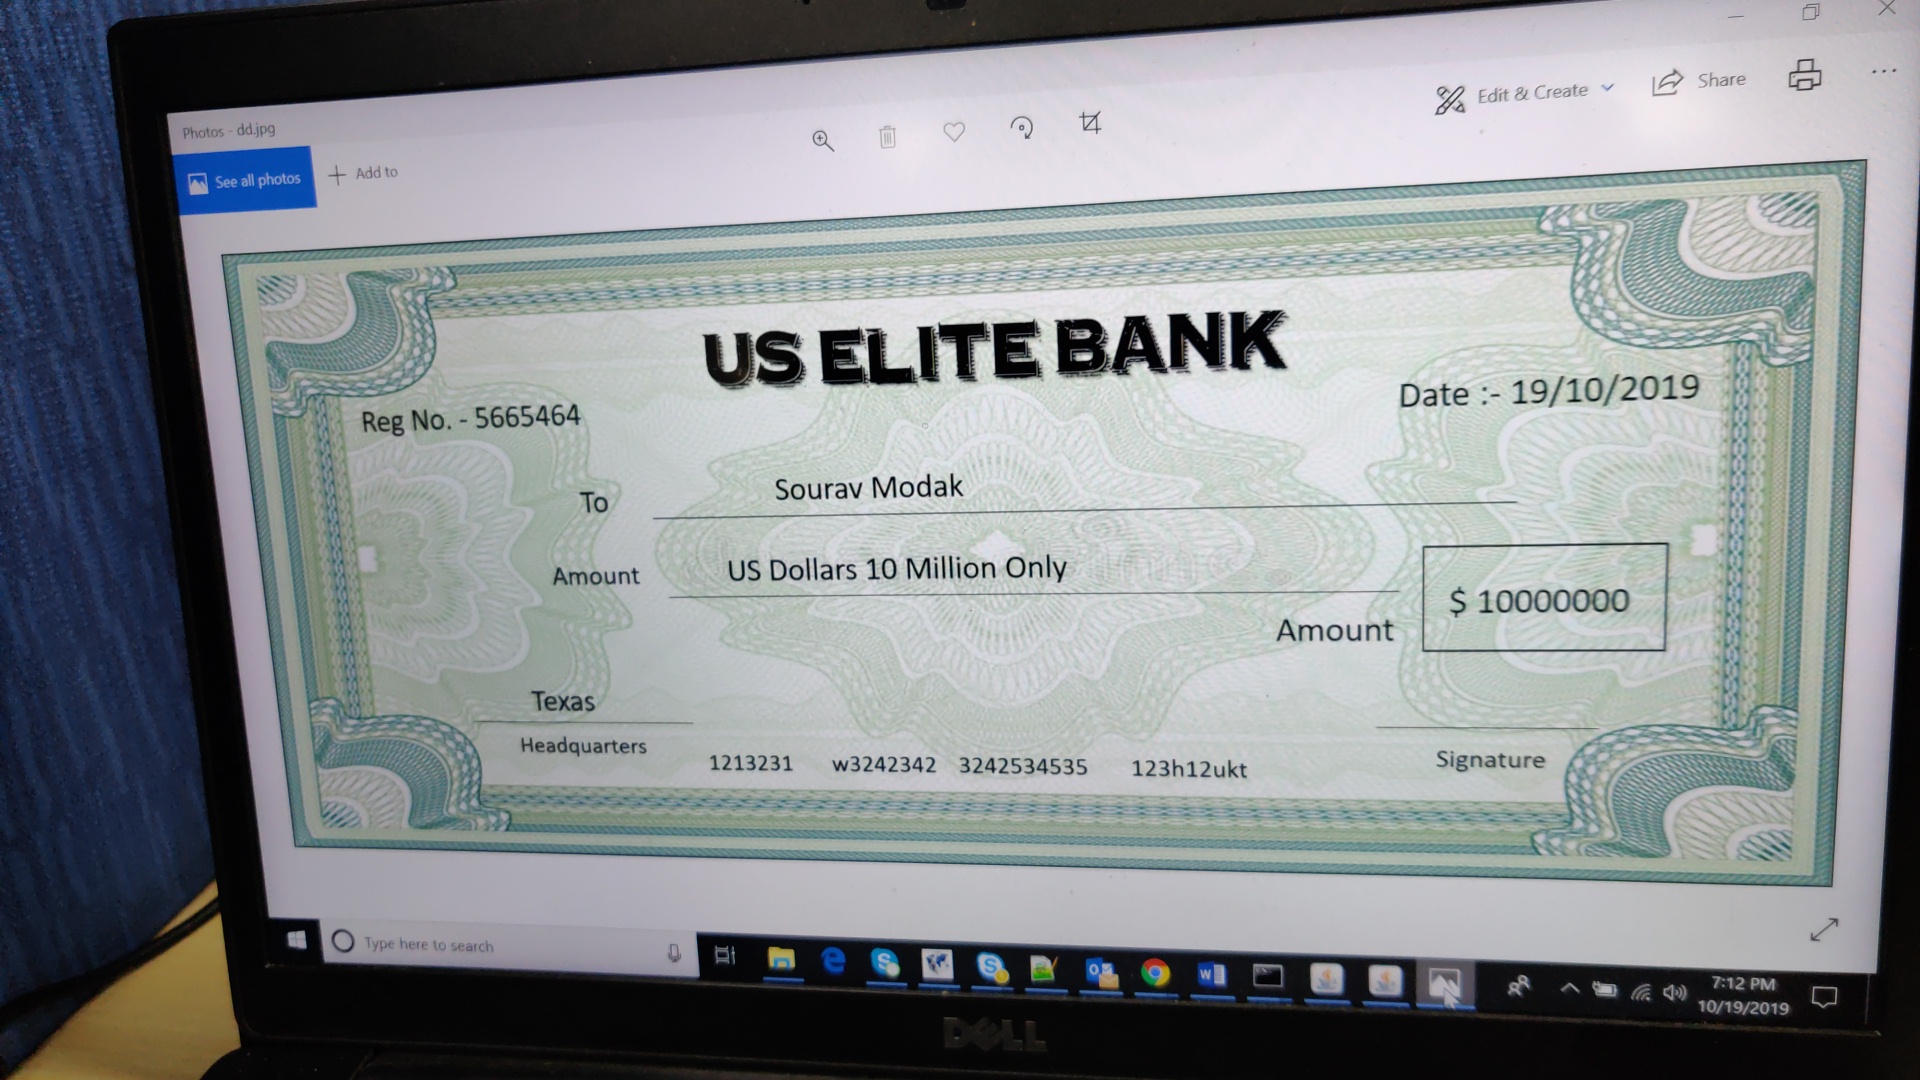 Photos - dd.jpg
See all photos
Add to
Edit & Create
Share
US ELITE BANK
Reg No. - 5665464
Date :- 19/10/2019
To Sourav Modak
Amount US Dollars 10 Million Only
Amount $ 10000000
Texas
Headquarters
1213231 w3242342 3242534535 123h12ukt
Signature
Type here to search
7:12 PM
10/19/2019
DELL